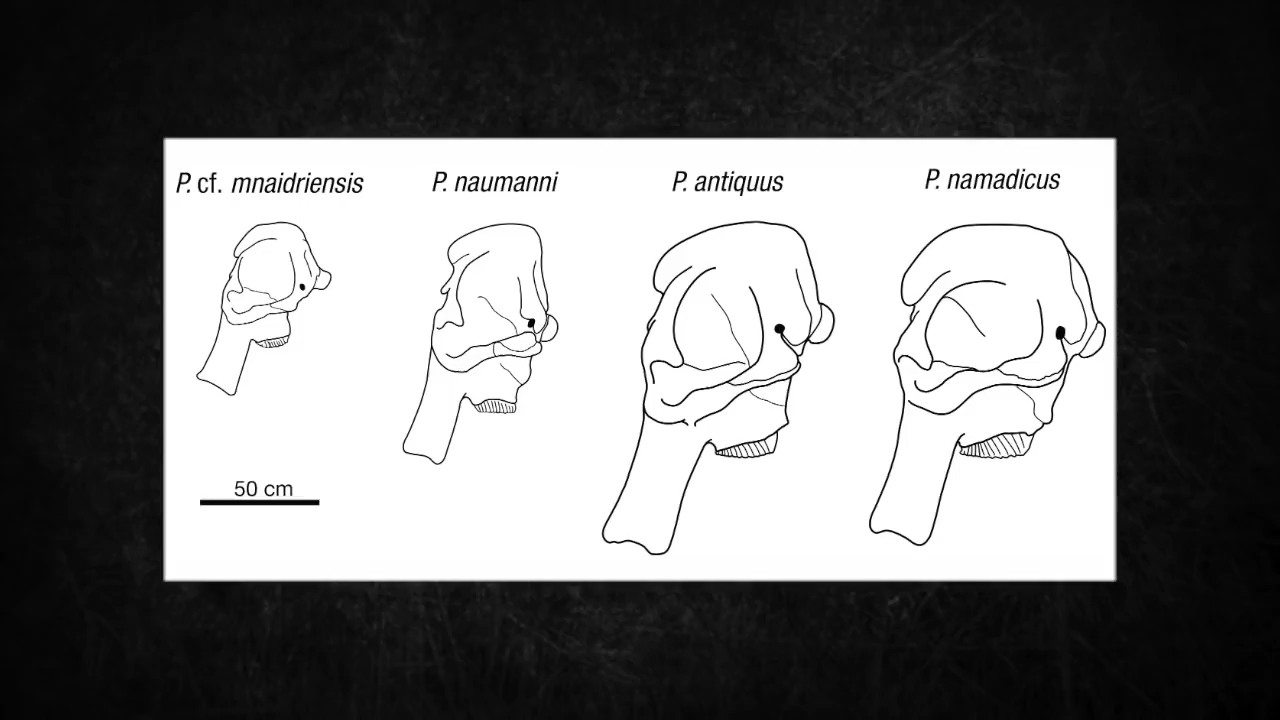 P. cf. mnaidriensis
P. naumanni
P. antiquus
P. namadicus
50 cm